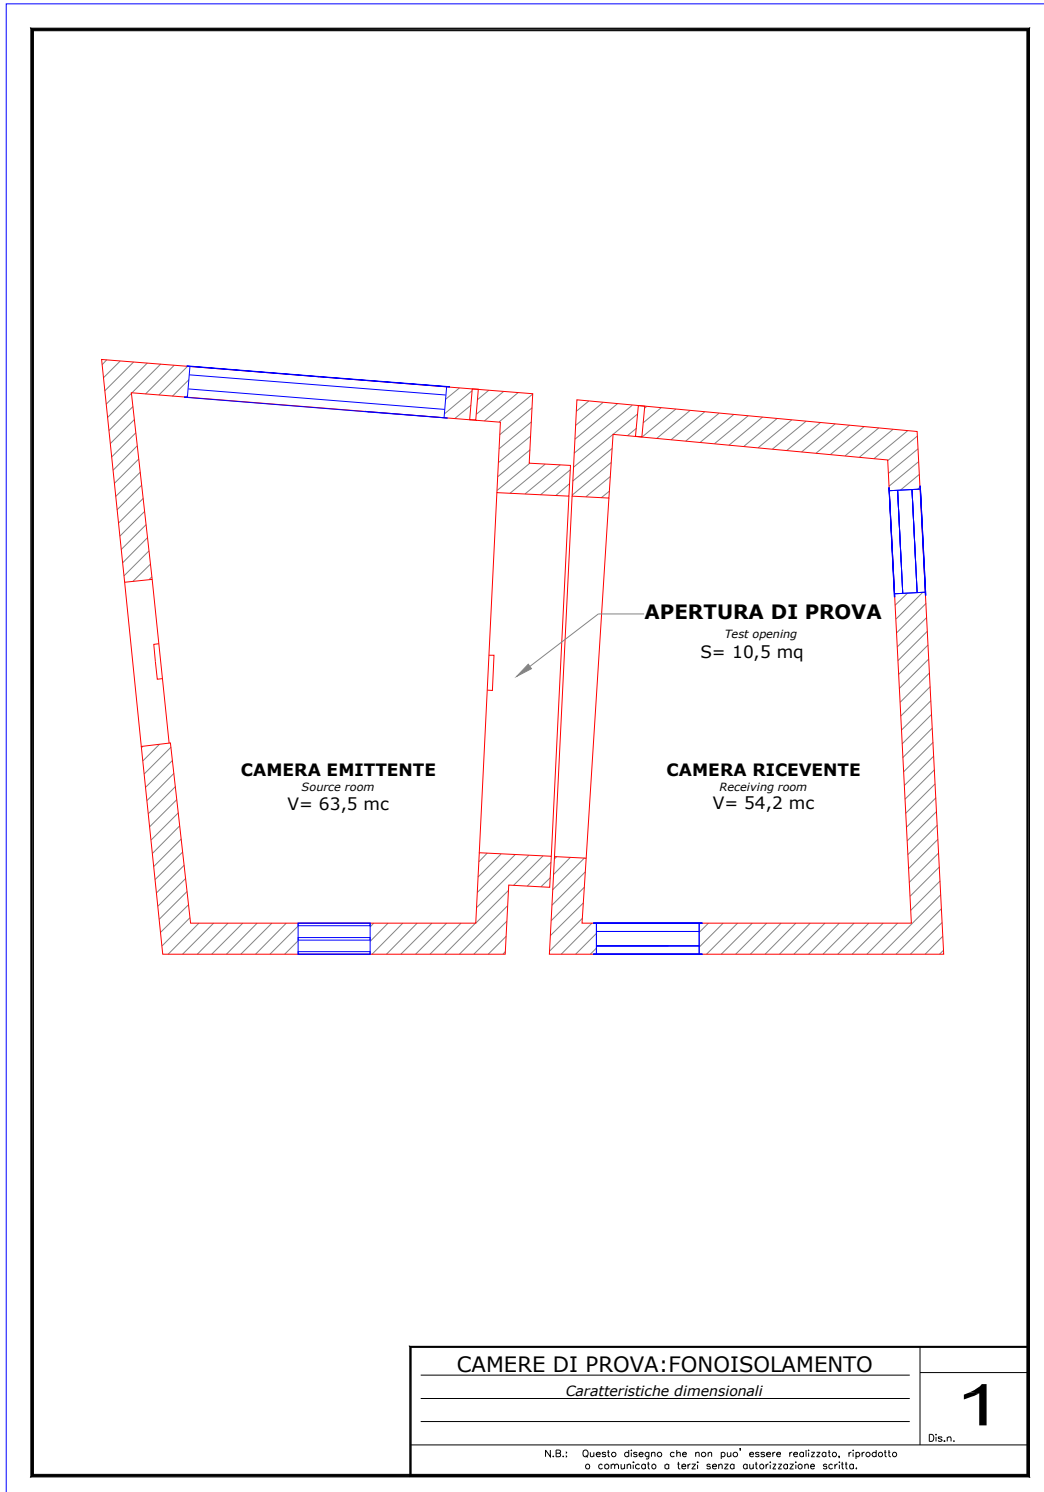 APERTURA DI PROVA
Test opening
S= 10,5 mq
CAMERA EMITTENTE
Source room
V= 63,5 mc
CAMERA RICEVENTE
Receiving room
V= 54,2 mc
CAMERE DI PROVA:FONOISOLAMENTO
Caratteristiche dimensionali
1
Dis.n.
N.B.: Questo disegno che non puo' essere realizzato, riprodotto
o comunicato a terzi senza autorizzazione scritta.